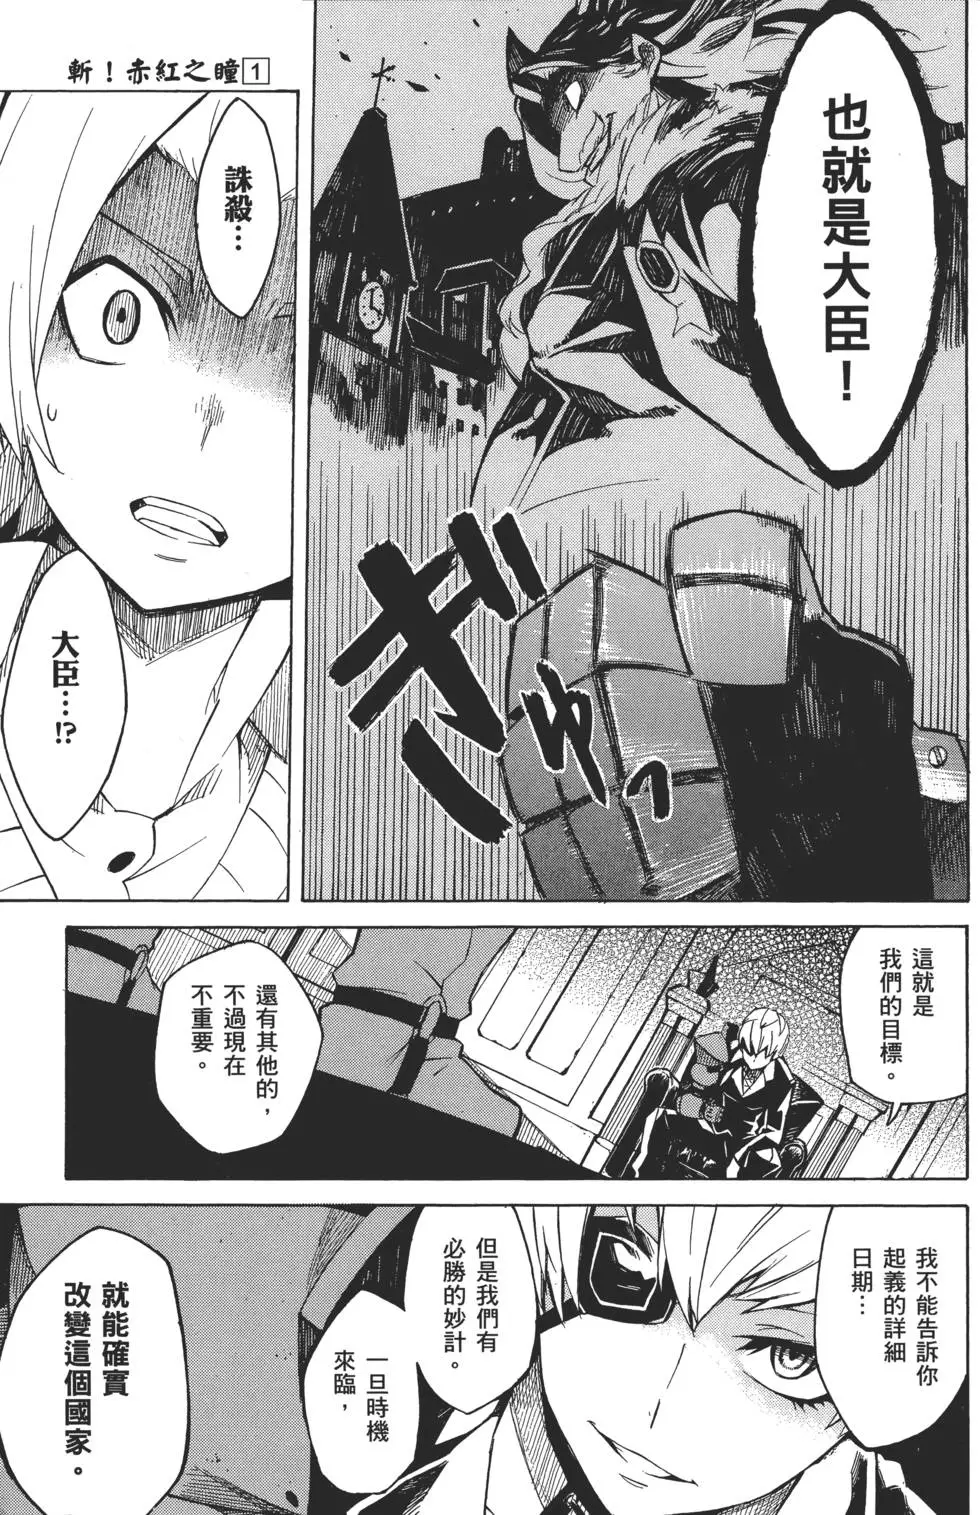 斬！赤紅之瞳1
也就是大臣！
ギュッ
誅殺…
大臣…!?
這就是
我們的目標。
還有其他的，
不過現在
不重要。
我不能告訴你
起義的詳細
日期…
但是我們有
必勝的妙計。
一旦時機
來臨，
就能確實
改變這個國家。